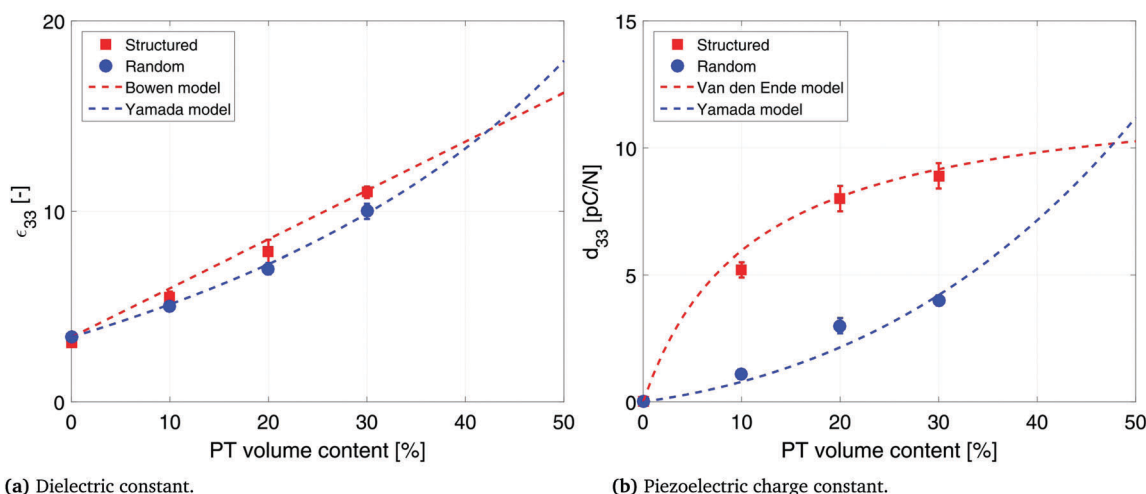 20
10
0
ϵ33 [-]
Structured
Random
Bowen model
Yamada model
0 10 20 30 40 50
PT volume content [%]
(a) Dielectric constant.
15
10
5
0
d33 [pC/N]
Structured
Random
Van den Ende model
Yamada model
0 10 20 30 40 50
PT volume content [%]
(b) Piezoelectric charge constant.